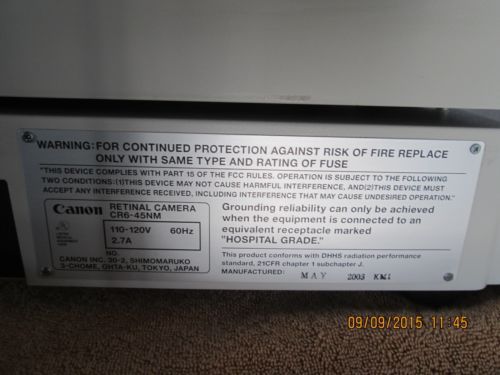 WARNING: FOR CONTINUED PROTECTION AGAINST RISK OF FIRE REPLACE
ONLY WITH SAME TYPE AND RATING OF FUSE
"THIS DEVICE COMPLIES WITH PART 15 OF THE FCC RULES. OPERATION IS SUBJECT TO THE FOLLOWING
TWO CONDITIONS:(1)THIS DEVICE MAY NOT CAUSE HARMFUL INTERFERENCE, AND(2)THIS DEVICE MUST
ACCEPT ANY INTERFERENCE RECEIVED, INCLUDING INTERFERENCE THAT MAY CAUSE UNDESIRED OPERATION."
Canon RETINAL CAMERA
CR6-45NM
110-120V 60Hz
2.7A
NO.
CANON INC. 30-2, SHIMOMARUKO
3-CHOME, OHTA-KU, TOKYO, JAPAN
Grounding reliability can only be achieved
when the equipment is connected to an
equivalent receptacle marked
"HOSPITAL GRADE."
This product conforms with DHHS radiation performance
standard, 21CFR chapter 1 subchapter J.
MANUFACTURED: MAY 2003
09/09/2015 11:45